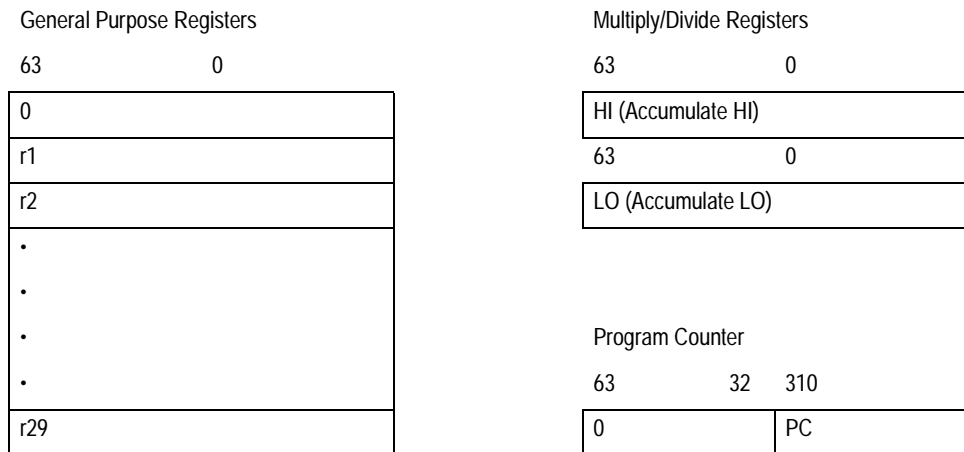 General Purpose Registers
63 0
0
r1
r2
•
•
•
•
r29
Multiply/Divide Registers
63 0
HI (Accumulate HI)
63 0
LO (Accumulate LO)
Program Counter
63 32 310
0 PC